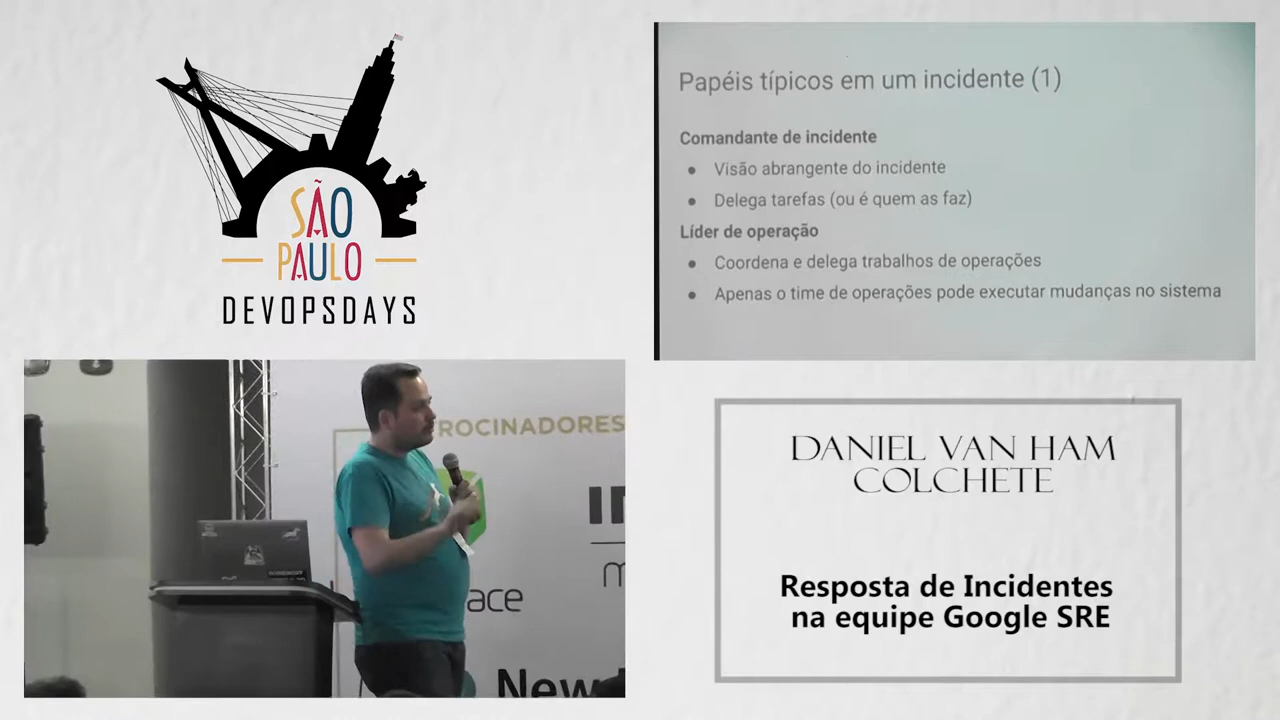 SÃO
PAULO
DEVOPSDAYS
Papéis típicos em um incidente (1)
Comandante de incidente
● Visão abrangente do incidente
● Delega tarefas (ou é quem as faz)
Líder de operação
● Coordena e delega trabalhos de operações
● Apenas o time de operações pode executar mudanças no sistema
ROCINADORES
ace
New
DANIEL VAN HAM
COLCHETE
Resposta de Incidentes
na equipe Google SRE